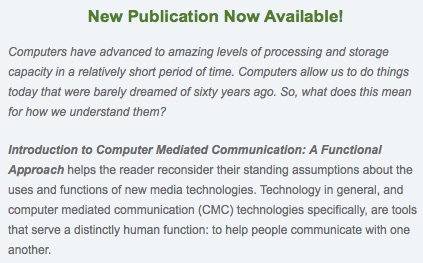 New Publication Now Available!
Computers have advanced to amazing levels of processing and storage
capacity in a relatively short period of time. Computers allow us to do things
today that were barely dreamed of sixty years ago. So, what does this mean
for how we understand them?
Introduction to Computer Mediated Communication: A Functional
Approach helps the reader reconsider their standing assumptions about the
uses and functions of new media technologies. Technology in general, and
computer mediated communication (CMC) technologies specifically, are tools
that serve a distinctly human function: to help people communicate with one
another.